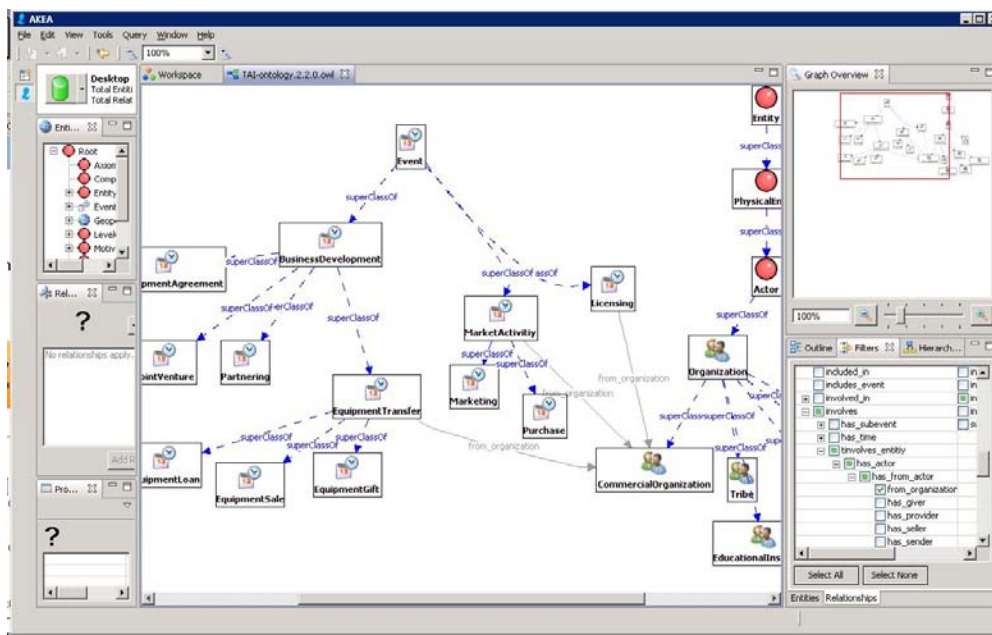 AKEA
File Edit View Tools Query Window Help
100%
Desktop
Total Entiti
Total Relat
Workspace
TAI-ontology.2.2.0.owl
Graph Overview
Enti...
Root
Axiom
Comp
Entity
Event
Geop
Level
Motiv
Rel...
?
No relationships apply.
Add R
Pro...
?
Event
superClassOf
BusinessDevelopment
superClassOf
pmentAgreement
erClassOf
ointVenture
Partnering
superClassOf
EquipmentTransfer
superClassOf
superClassOf
uipmentLoan
EquipmentSale
EquipmentGift
superClassOf
assOf
Licensing
MarketActivitiy
superClassOf
superClassOf
Marketing
Purchase
from_organization
from_organization
from_organization
CommercialOrganization
Entity
superClass
PhysicalEn
superClass
Actor
superClassOf
Organization
superClassOf
superClassOf
superClassOf
superClassOf
Tribe
EducationalIns
100%
Outline
Filters
Hierarch...
included_in
includes_event
involved_in
involves
has_subevent
has_time
tinvolves_entitiy
has_actor
has_from_actor
from_organization
has_giver
has_provider
has_seller
has_sender
Select All
Select None
Entities
Relationships